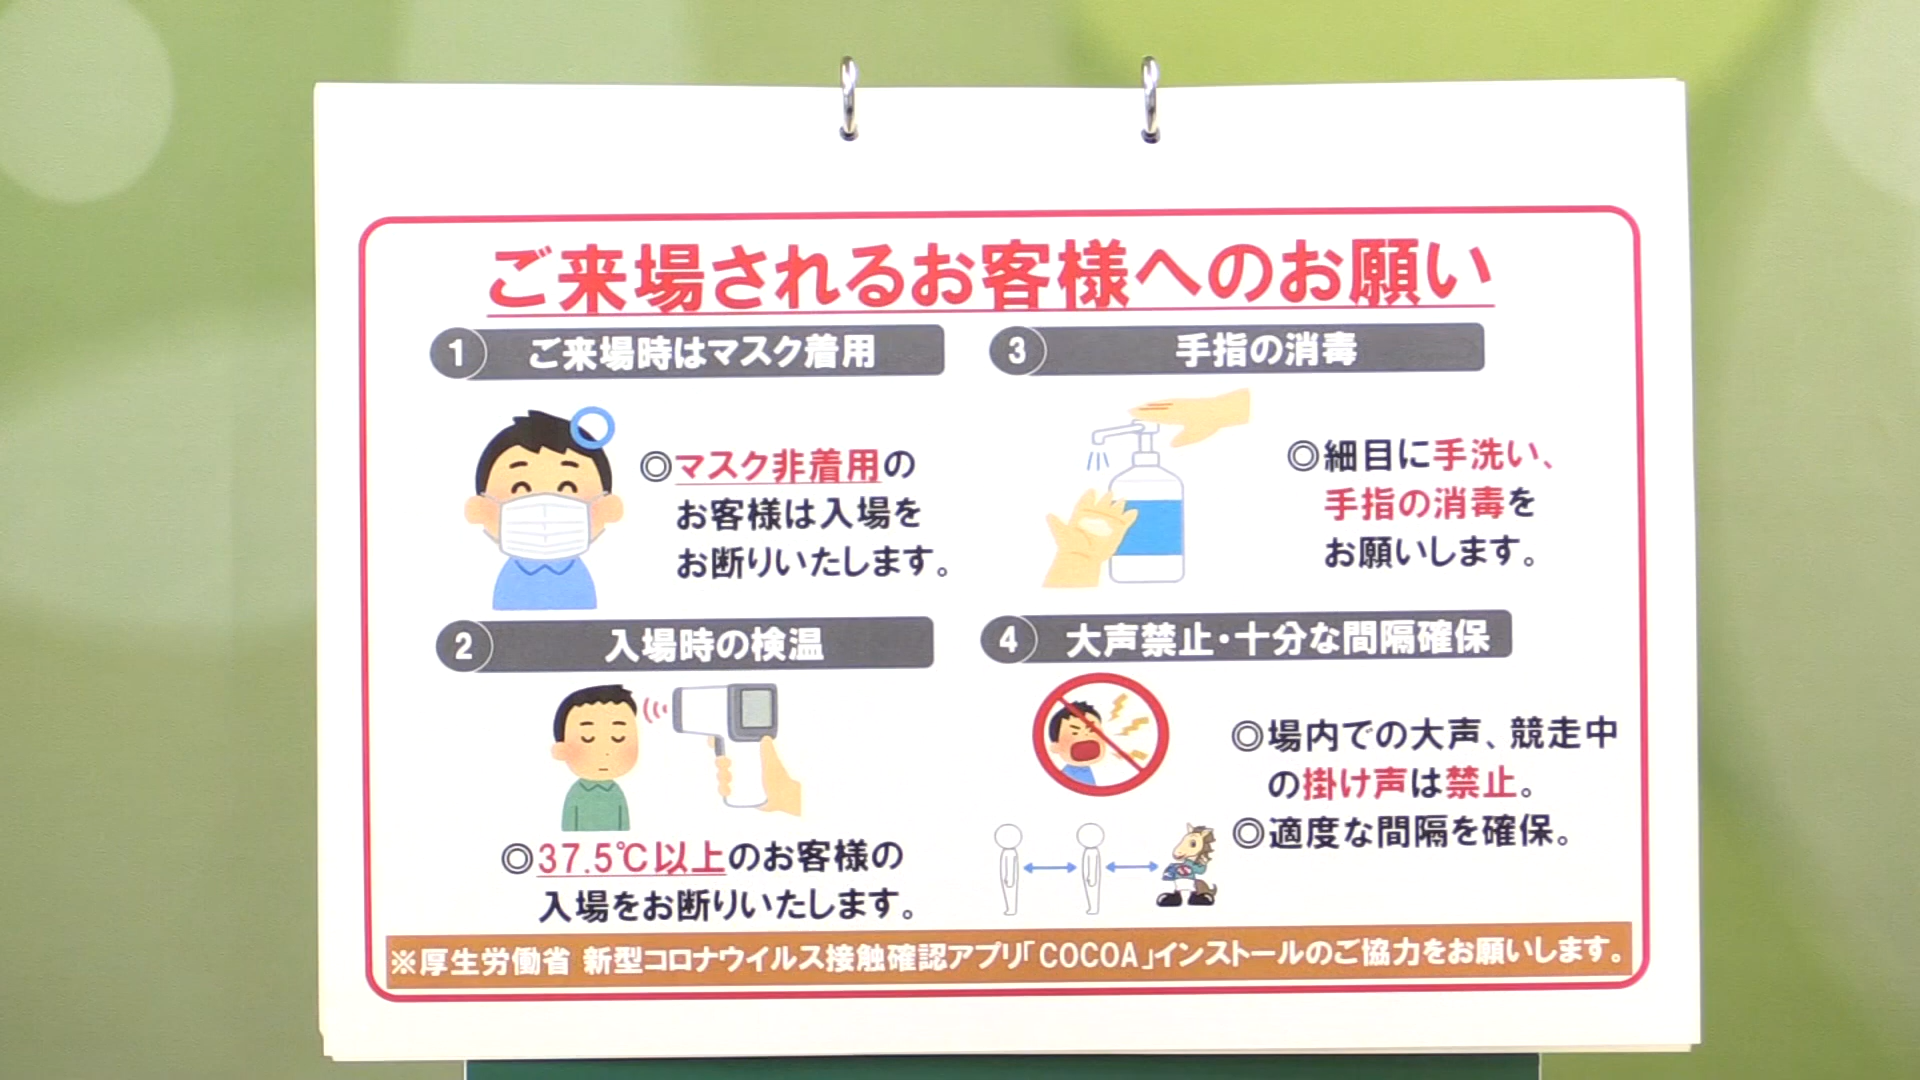 ご来場されるお客様へのお願い
1 ご来場時はマスク着用
◎マスク非着用の
お客様は入場を
お断りいたします。
2 入場時の検温
◎37.5℃以上のお客様の
入場をお断りいたします。
3 手指の消毒
◎細目に手洗い、
手指の消毒を
お願いします。
4 大声禁止・十分な間隔確保
◎場内での大声、競走中
の掛け声は禁止。
◎適度な間隔を確保。
※厚生労働省 新型コロナウイルス接触確認アプリ「COCOA」インストールのご協力をお願いします。